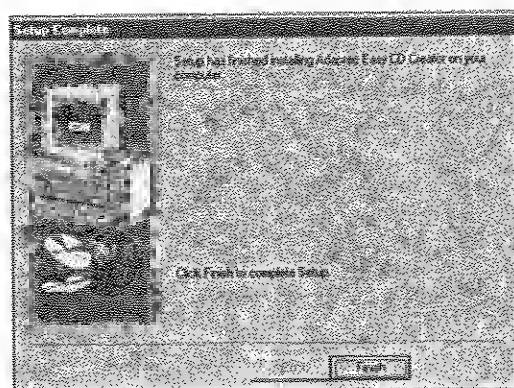 Setup Complete
Setup has finished installing Adaptec Easy CD Creator on your
computer.
Click Finish to complete Setup.
Finish